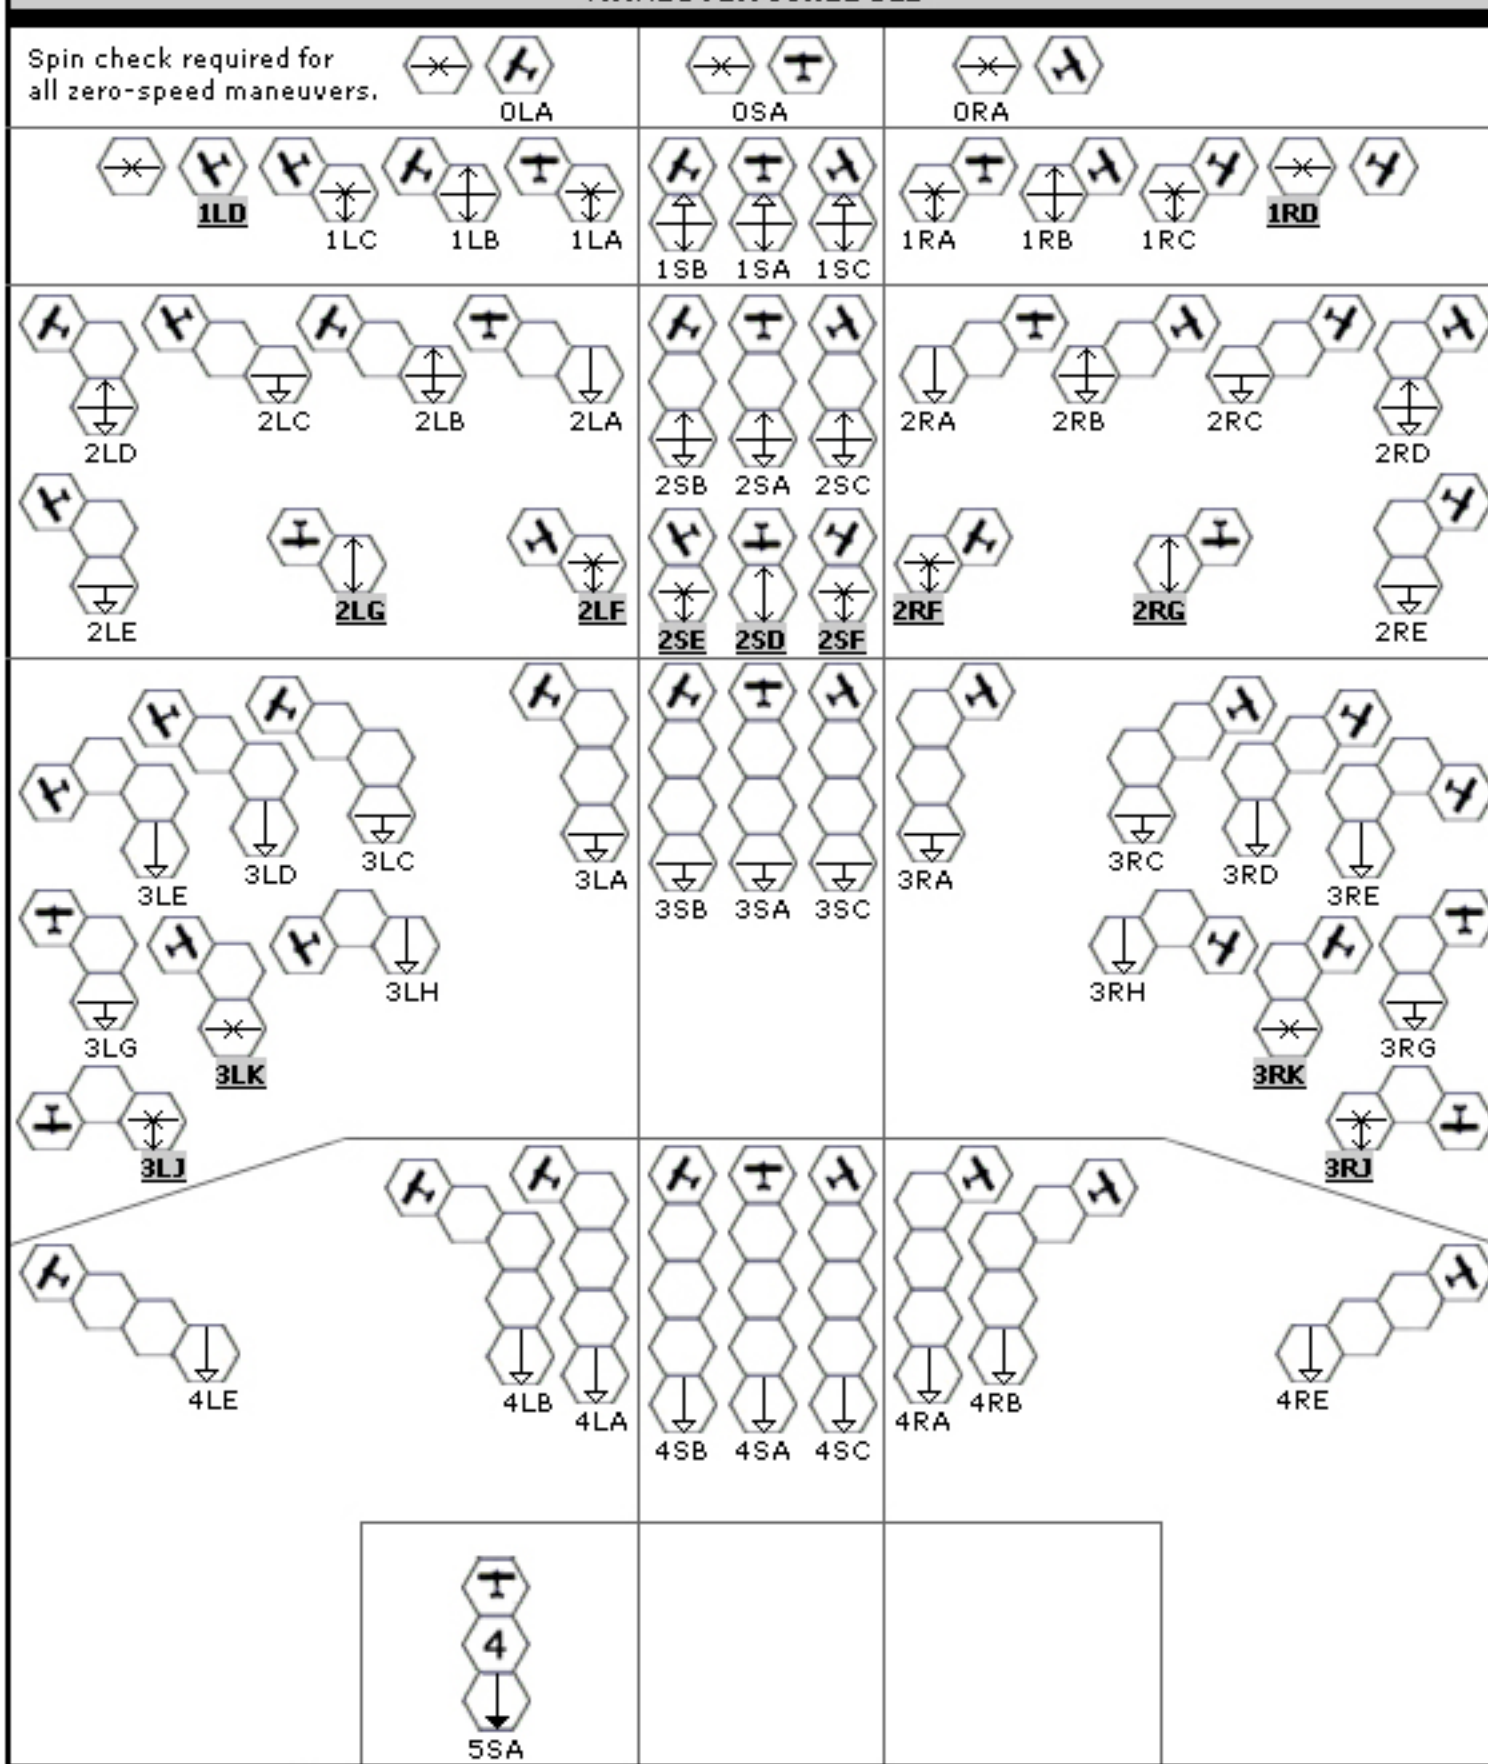 Spin check required for
all zero-speed maneuvers.
0LA 0SA 0RA
1LD 1LC 1LB 1LA 1SB 1SA 1SC 1RA 1RB 1RC 1RD
2LD 2LC 2LB 2LA 2SB 2SA 2SC 2RA 2RB 2RC 2RD
2LE 2LG 2LF 2SE 2SD 2SF 2RF 2RG 2RE
3LE 3LD 3LC 3LA 3SB 3SA 3SC 3RA 3RC 3RD 3RE
3LG 3LK 3LH 3RH 3RK 3RG
3LJ 3RJ
4LE 4LB 4LA 4SB 4SA 4SC 4RA 4RB 4RE
4
5SA